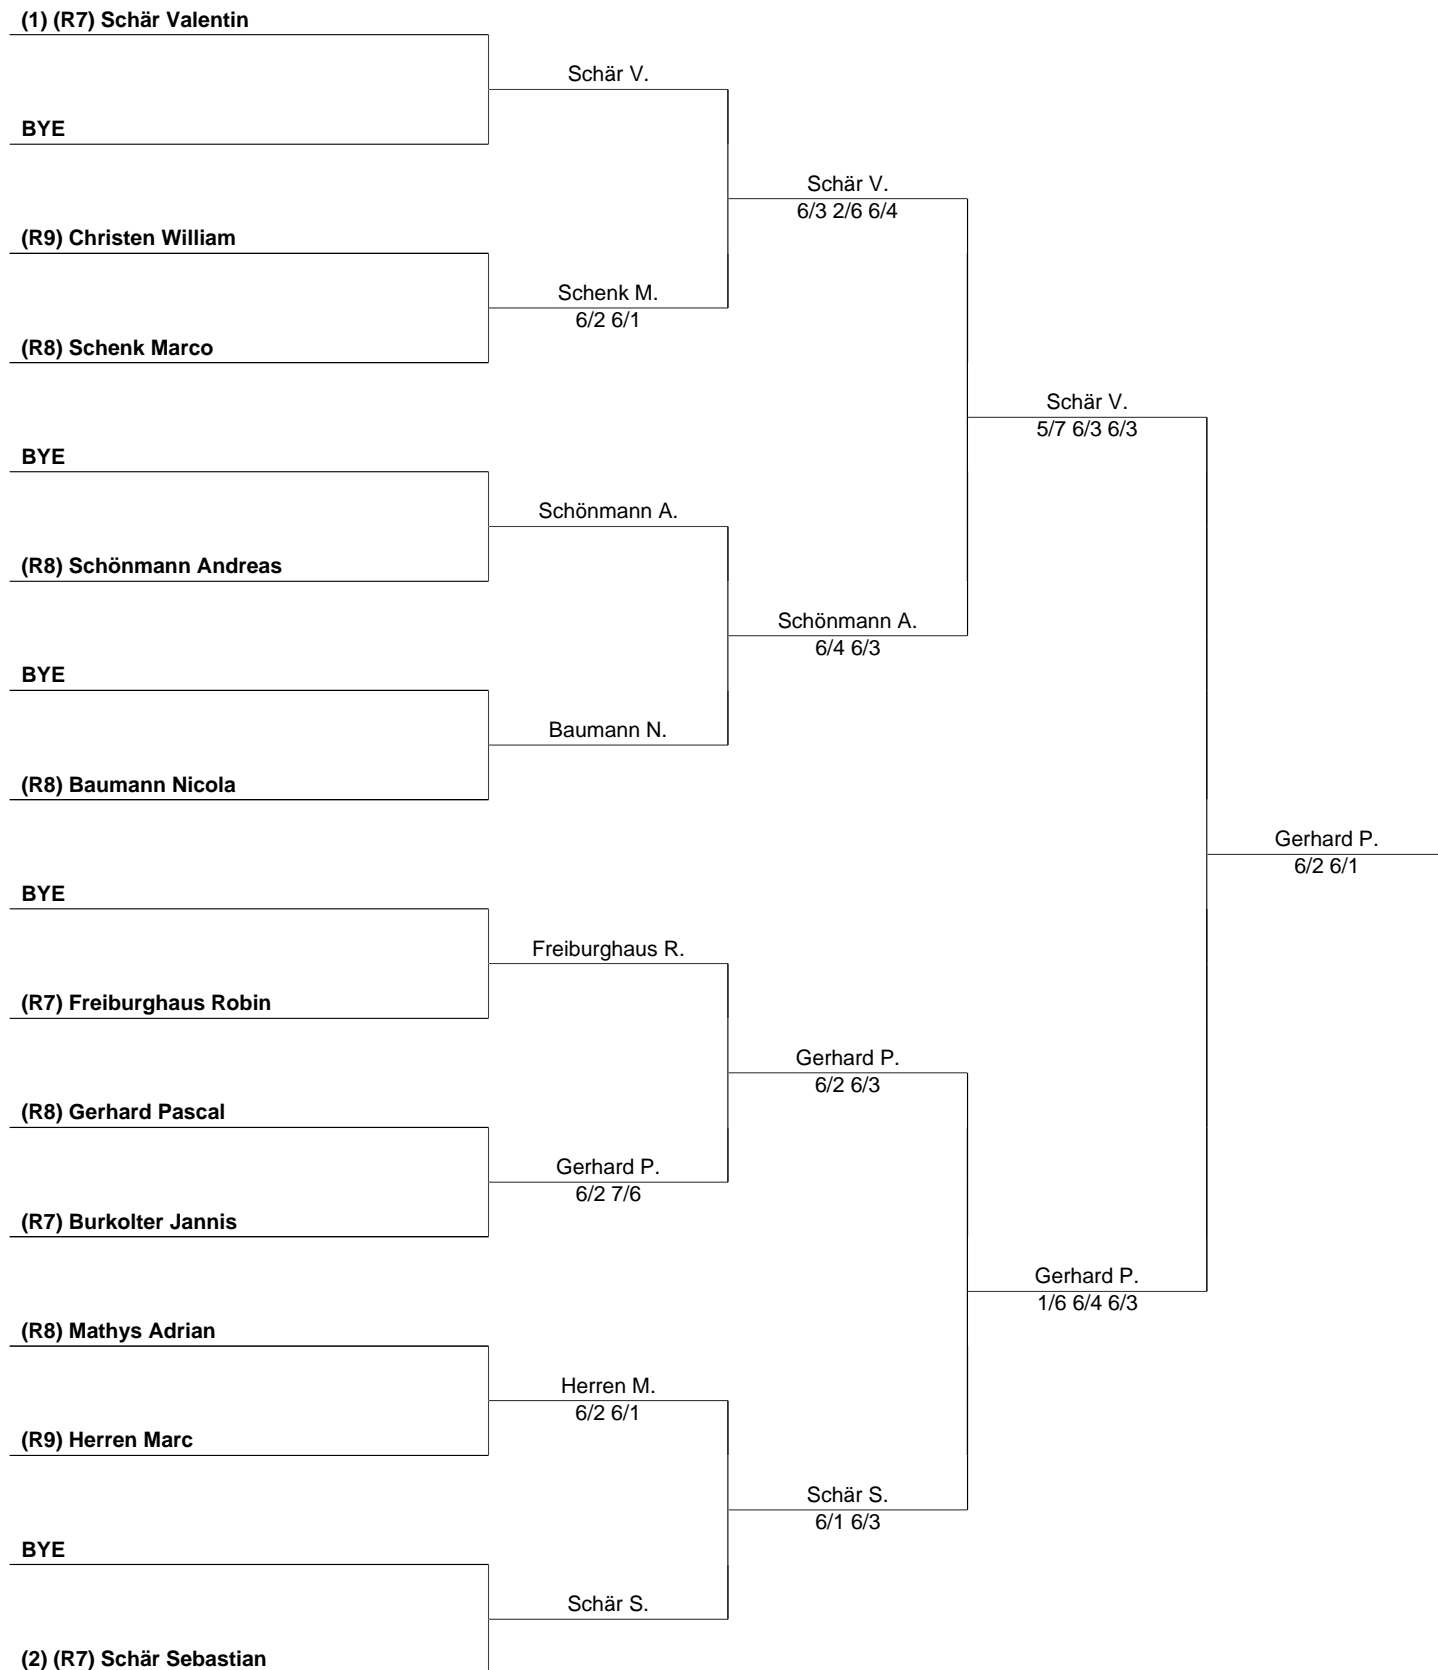 (1) (R7) Schär Valentin
Schär V.
BYE
Schär V.
6/3 2/6 6/4
(R9) Christen William
Schenk M.
6/2 6/1
(R8) Schenk Marco
Schär V.
5/7 6/3 6/3
BYE
Schönmann A.
(R8) Schönmann Andreas
Schönmann A.
6/4 6/3
BYE
Baumann N.
(R8) Baumann Nicola
Gerhard P.
6/2 6/1
BYE
Freiburghaus R.
(R7) Freiburghaus Robin
Gerhard P.
6/2 6/3
(R8) Gerhard Pascal
Gerhard P.
6/2 7/6
(R7) Burkolter Jannis
Gerhard P.
1/6 6/4 6/3
(R8) Mathys Adrian
Herren M.
6/2 6/1
(R9) Herren Marc
Schär S.
6/1 6/3
BYE
Schär S.
(2) (R7) Schär Sebastian